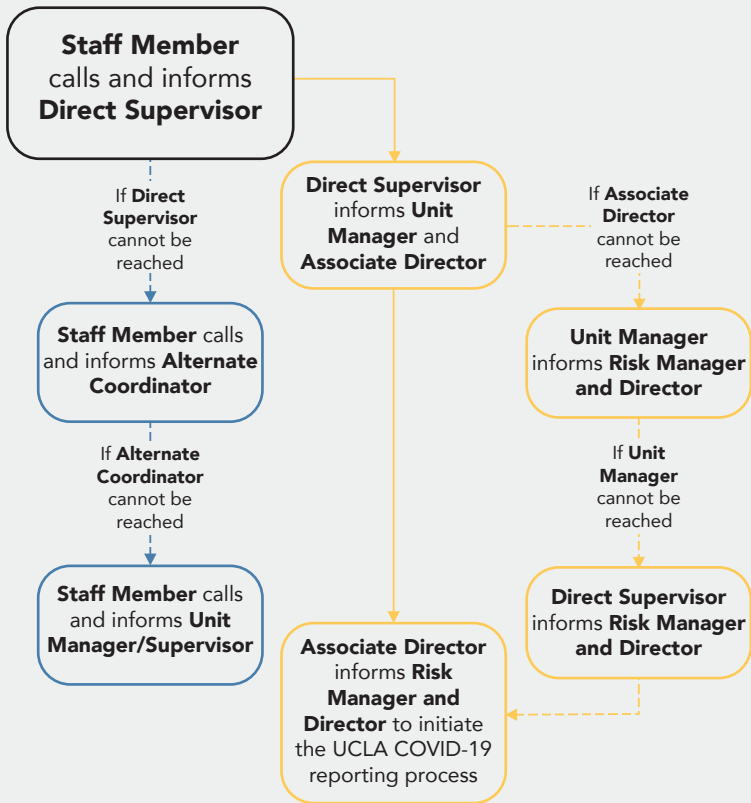 Staff Member
calls and informs
Direct Supervisor
If Direct
Supervisor
cannot be
reached
Staff Member calls
and informs Alternate
Coordinator
If Alternate
Coordinator
cannot be
reached
Staff Member calls
and informs Unit
Manager/Supervisor
Direct Supervisor
informs Unit
Manager and
Associate Director
If Associate
Director
cannot be
reached
Unit Manager
informs Risk Manager
and Director
If Unit
Manager
cannot be
reached
Direct Supervisor
informs Risk Manager
and Director
Associate Director
informs Risk
Manager and
Director to initiate
the UCLA COVID-19
reporting process